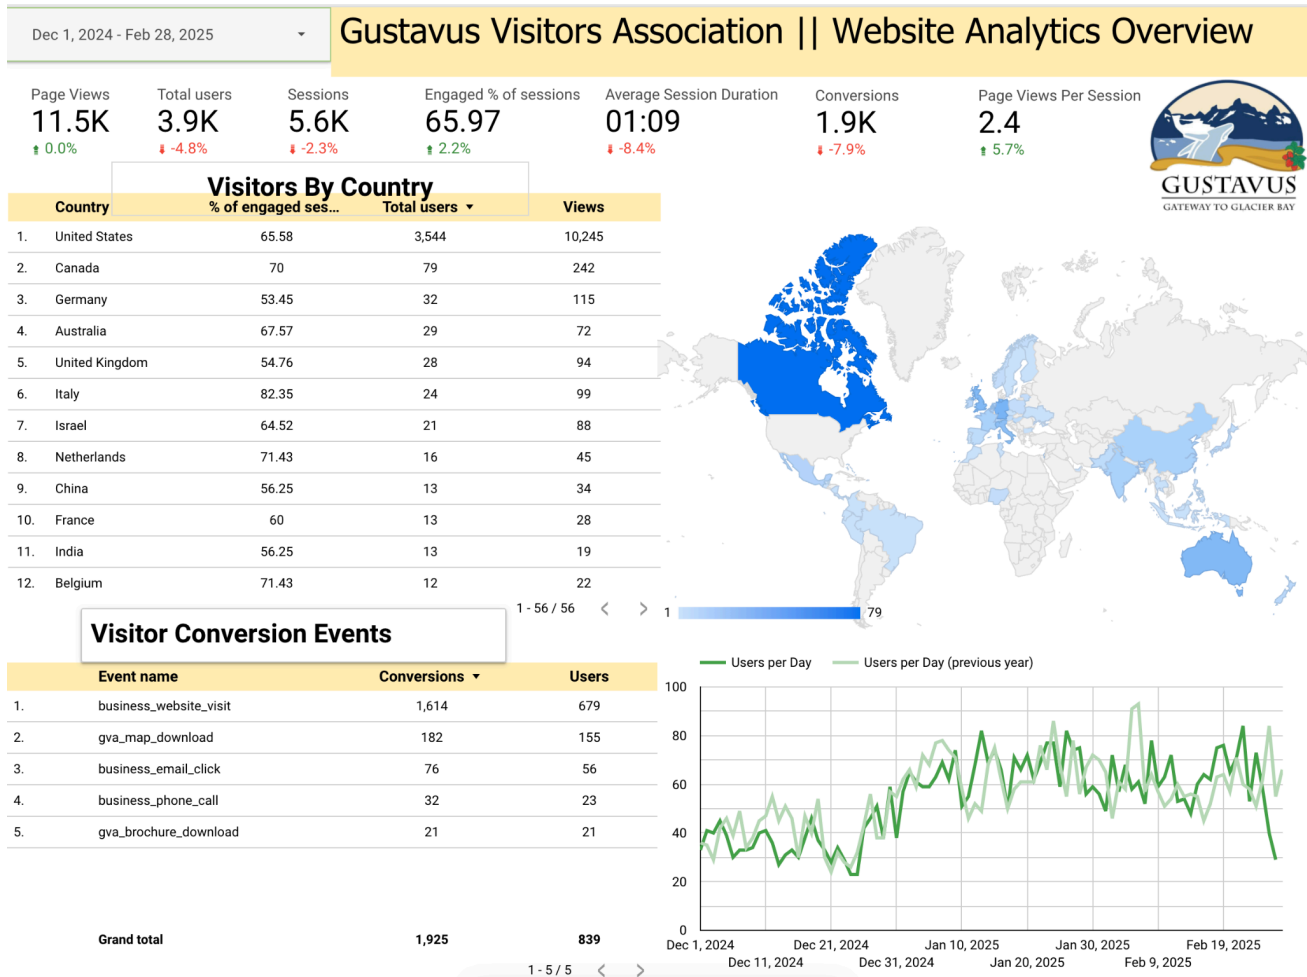 Dec 1, 2024 - Feb 28, 2025
Gustavus Visitors Association || Website Analytics Overview
Page Views
11.5K
0.0%
Total users
3.9K
-4.8%
Sessions
5.6K
-2.3%
Engaged % of sessions
65.97
2.2%
Average Session Duration
01:09
-8.4%
Conversions
1.9K
-7.9%
Page Views Per Session
2.4
5.7%
GUSTAVUS
GATEWAY TO GLACIER BAY
Visitors By Country
Country % of engaged ses... Total users Views
1. United States 65.58 3,544 10,245
2. Canada 70 79 242
3. Germany 53.45 32 115
4. Australia 67.57 29 72
5. United Kingdom 54.76 28 94
6. Italy 82.35 24 99
7. Israel 64.52 21 88
8. Netherlands 71.43 16 45
9. China 56.25 13 34
10. France 60 13 28
11. India 56.25 13 19
12. Belgium 71.43 12 22
1 - 56 / 56
1 79
Visitor Conversion Events
Event name Conversions Users
1. business_website_visit 1,614 679
2. gva_map_download 182 155
3. business_email_click 76 56
4. business_phone_call 32 23
5. gva_brochure_download 21 21
Grand total 1,925 839
1 - 5 / 5
Users per Day Users per Day (previous year)
100
80
60
40
20
0
Dec 1, 2024 Dec 21, 2024 Jan 10, 2025 Jan 30, 2025 Feb 19, 2025
Dec 11, 2024 Dec 31, 2024 Jan 20, 2025 Feb 9, 2025